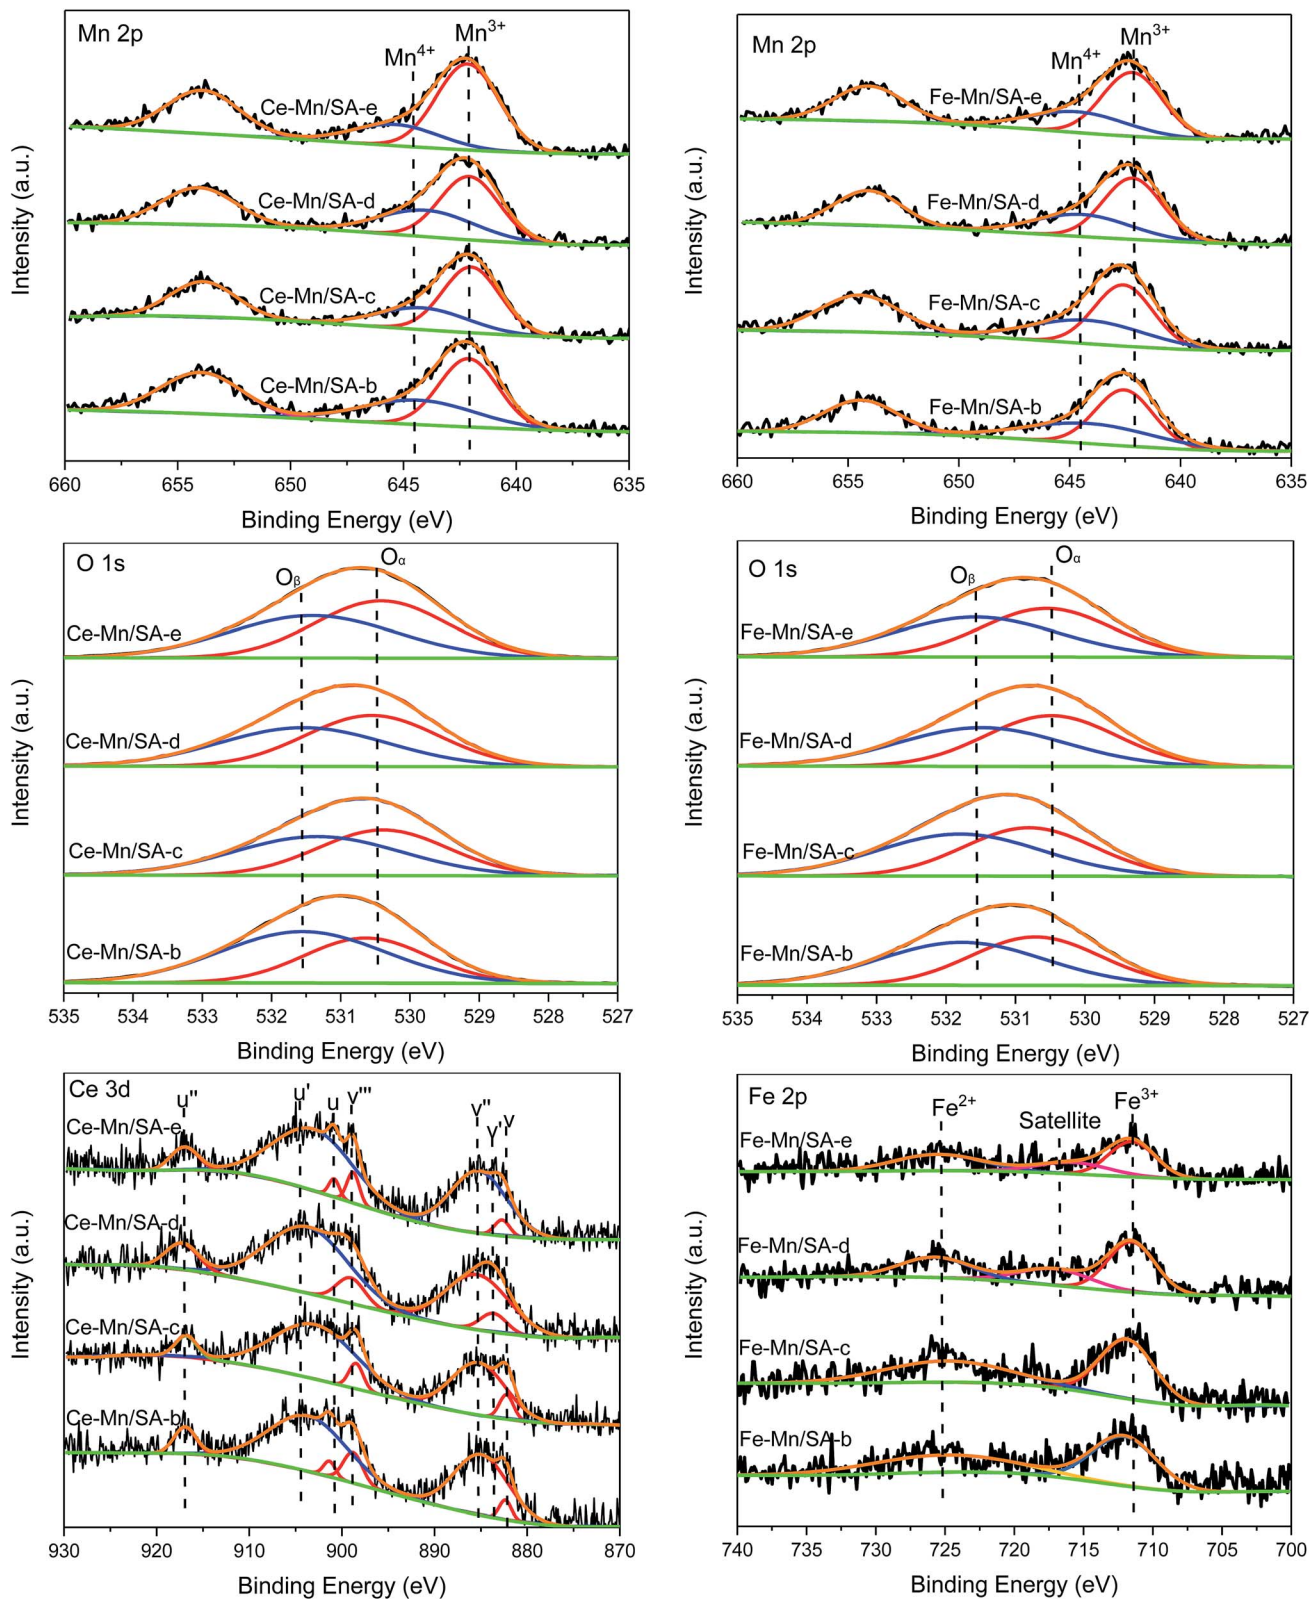 Mn 2p
Mn4+
Mn3+
Ce-Mn/SA-e
Ce-Mn/SA-d
Ce-Mn/SA-c
Ce-Mn/SA-b
Intensity (a.u.)
660 655 650 645 640 635
Binding Energy (eV)
Mn 2p
Mn4+
Mn3+
Fe-Mn/SA-e
Fe-Mn/SA-d
Fe-Mn/SA-c
Fe-Mn/SA-b
Intensity (a.u.)
660 655 650 645 640 635
Binding Energy (eV)
O 1s
Oβ
Oα
Ce-Mn/SA-e
Ce-Mn/SA-d
Ce-Mn/SA-c
Ce-Mn/SA-b
Intensity (a.u.)
535 534 533 532 531 530 529 528 527
Binding Energy (eV)
O 1s
Oβ
Oα
Fe-Mn/SA-e
Fe-Mn/SA-d
Fe-Mn/SA-c
Fe-Mn/SA-b
Intensity (a.u.)
535 534 533 532 531 530 529 528 527
Binding Energy (eV)
Ce 3d
u'' u' u v''' v'' v' v
Ce-Mn/SA-e
Ce-Mn/SA-d
Ce-Mn/SA-c
Ce-Mn/SA-b
Intensity (a.u.)
930 920 910 900 890 880 870
Binding Energy (eV)
Fe 2p
Fe2+
Satellite
Fe3+
Fe-Mn/SA-e
Fe-Mn/SA-d
Fe-Mn/SA-c
Fe-Mn/SA-b
Intensity (a.u.)
740 735 730 725 720 715 710 705 700
Binding Energy (eV)